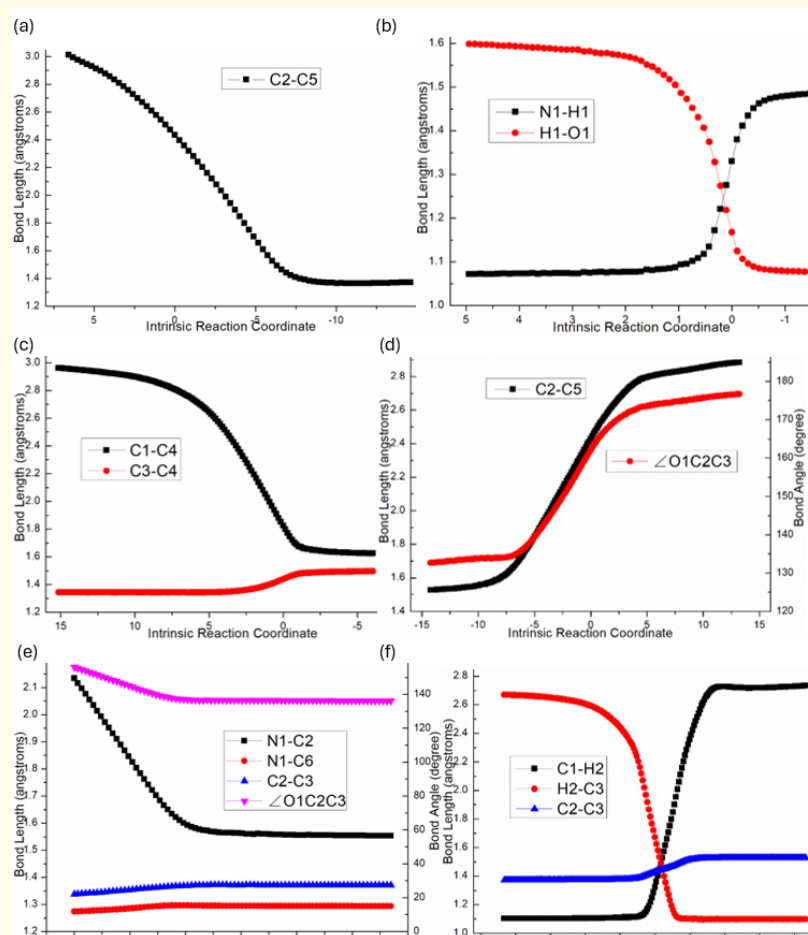 (a)
3.0
2.8
2.6
2.4
2.2
2.0
1.8
1.6
1.4
1.2
Bond Length (angstroms)
C2-C5
5 0 -5 -10
Intrinsic Reaction Coordinate
(b)
1.6
1.5
1.4
1.3
1.2
1.1
1.0
Bond Length (angstroms)
N1-H1
H1-O1
5 4 3 2 1 0 -1
Intrinsic Reaction Coordinate
(c)
3.0
2.8
2.6
2.4
2.2
2.0
1.8
1.6
1.4
1.2
Bond Length (angstroms)
C1-C4
C3-C4
15 10 5 0 -5
Intrinsic Reaction Coordinate
(d)
2.8
2.6
2.4
2.2
2.0
1.8
1.6
1.4
Bond Length (angstroms)
C2-C5
∠O1C2C3
180
170
160
150
140
130
120
Bond Angle (degree)
-15 -10 -5 0 5 10 15
Intrinsic Reaction Coordinate
(e)
2.1
2.0
1.9
1.8
1.7
1.6
1.5
1.4
1.3
1.2
Bond Length (angstroms)
N1-C2
N1-C6
C2-C3
∠O1C2C3
140
120
100
80
60
40
20
0
Bond Angle (degree)
(f)
2.8
2.6
2.4
2.2
2.0
1.8
1.6
1.4
1.2
1.0
Bond Length (angstroms)
C1-H2
H2-C3
C2-C3